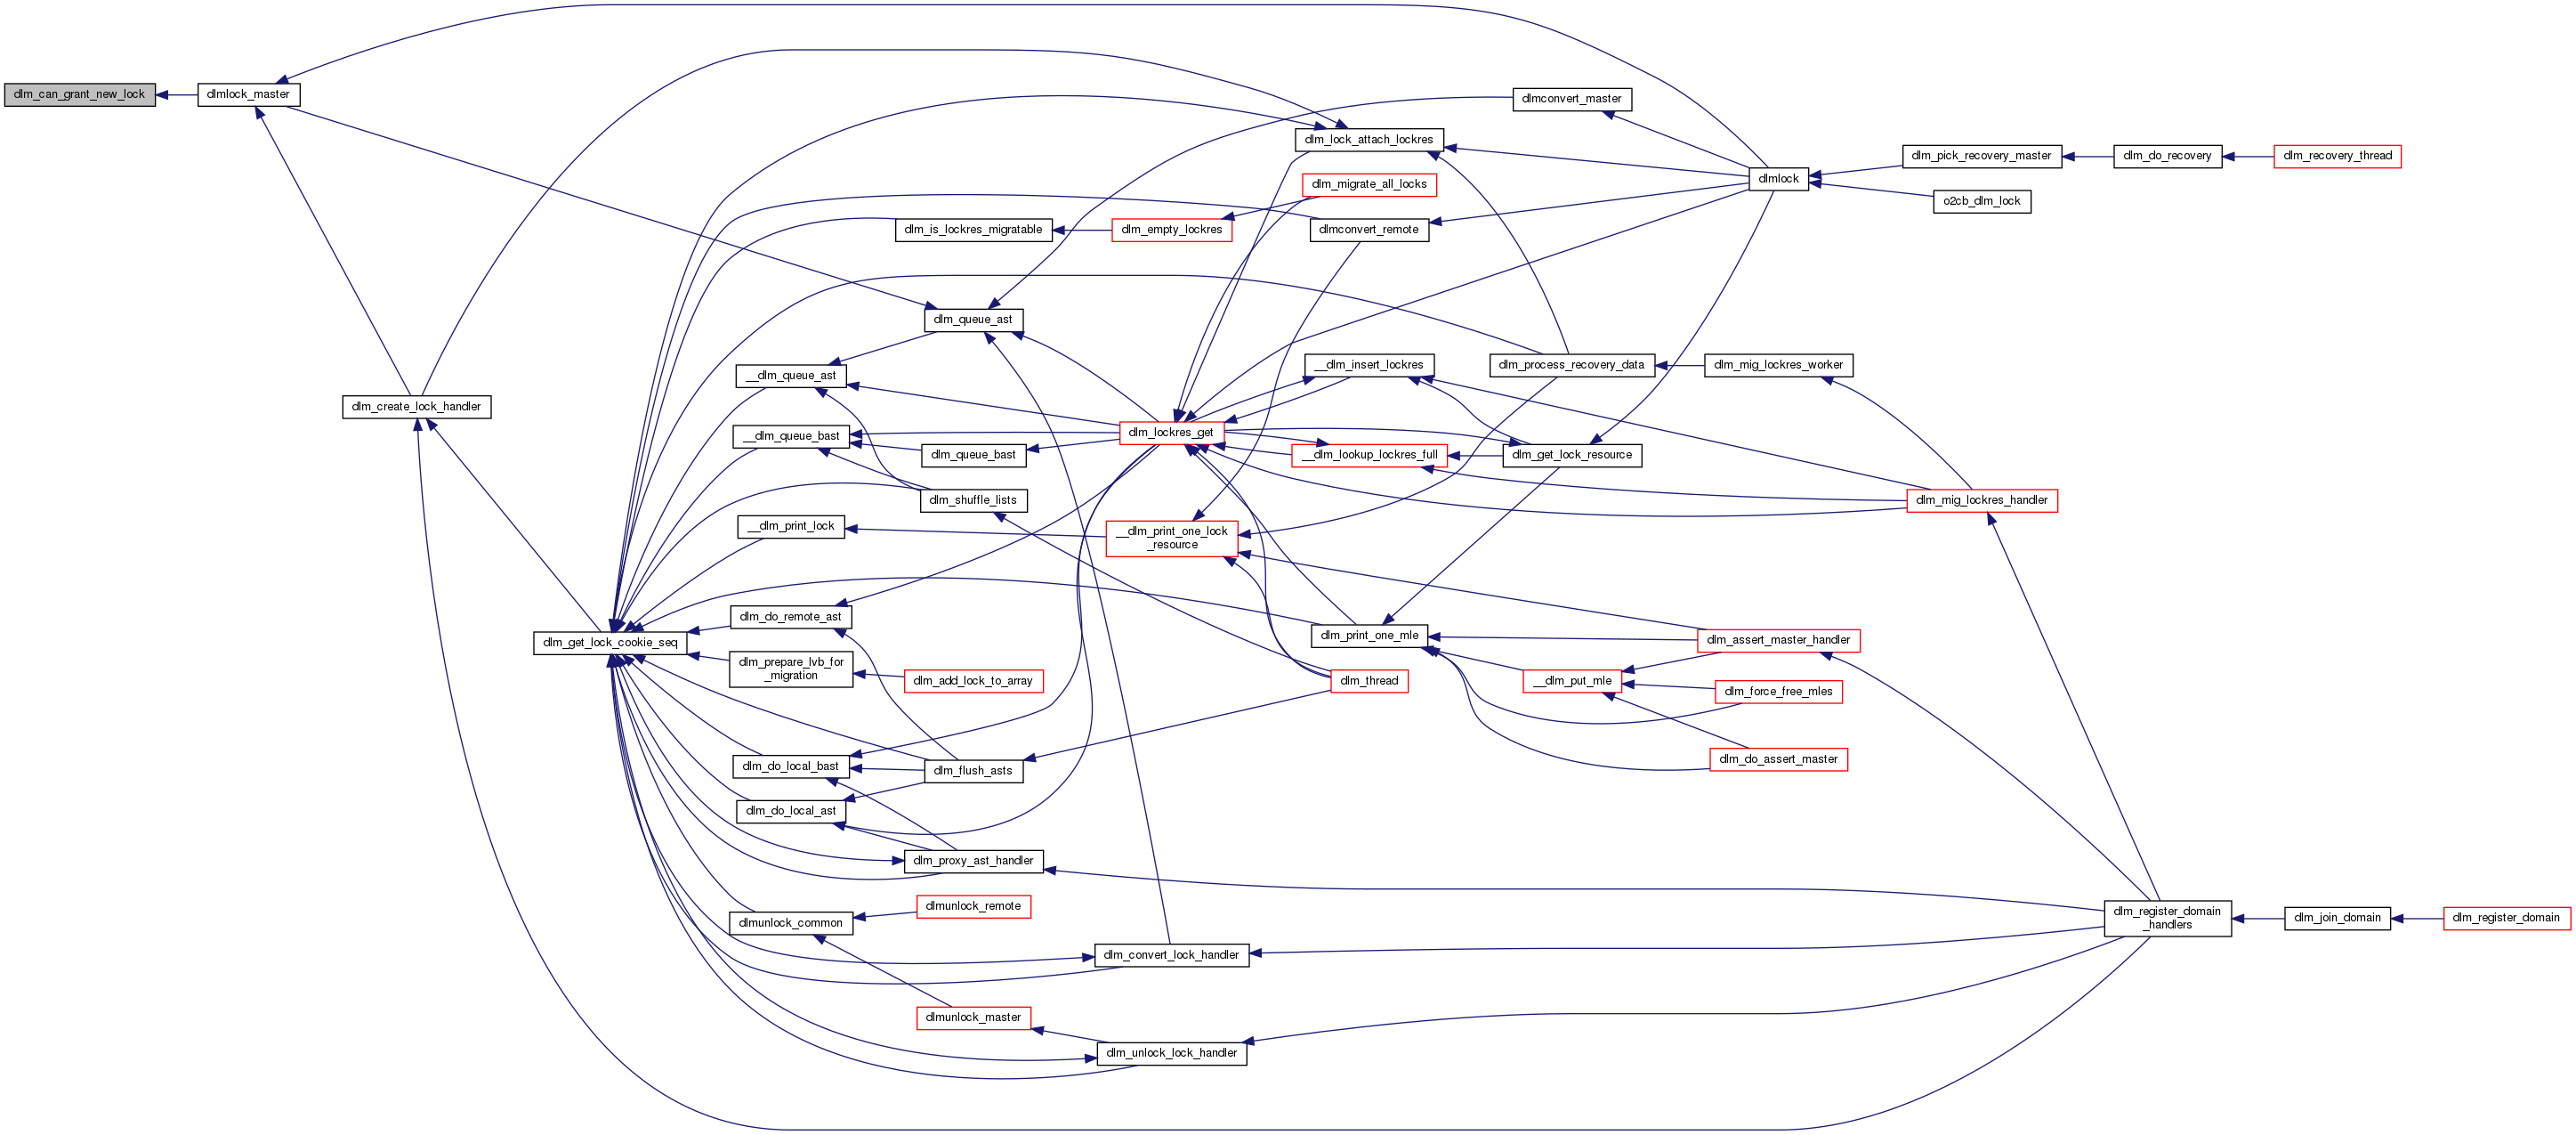 dlm_can_grant_new_lock
dlmlock_master
dlm_create_lock_handler
dlm_get_lock_cookie_seq
dlm_is_lockres_migratable
dlm_queue_ast
__dlm_queue_ast
__dlm_queue_bast
dlm_queue_bast
dlm_shuffle_lists
__dlm_print_lock
dlm_do_remote_ast
dlm_prepare_lvb_for
_migration
dlm_add_lock_to_array
dlm_do_local_bast
dlm_flush_asts
dlm_do_local_ast
dlm_proxy_ast_handler
dlmunlock_common
dlmunlock_remote
dlmunlock_master
dlm_empty_lockres
dlm_lockres_get
__dlm_print_one_lock
_resource
dlm_convert_lock_handler
dlm_unlock_lock_handler
dlm_lock_attach_lockres
dlm_migrate_all_locks
dlmconvert_remote
__dlm_insert_lockres
__dlm_lookup_lockres_full
dlm_print_one_mle
dlm_thread
dlmconvert_master
dlm_process_recovery_data
dlm_get_lock_resource
__dlm_put_mle
dlmlock
dlm_mig_lockres_worker
dlm_assert_master_handler
dlm_force_free_mles
dlm_do_assert_master
dlm_pick_recovery_master
o2cb_dlm_lock
dlm_mig_lockres_handler
dlm_do_recovery
dlm_recovery_thread
dlm_register_domain
_handlers
dlm_join_domain
dlm_register_domain